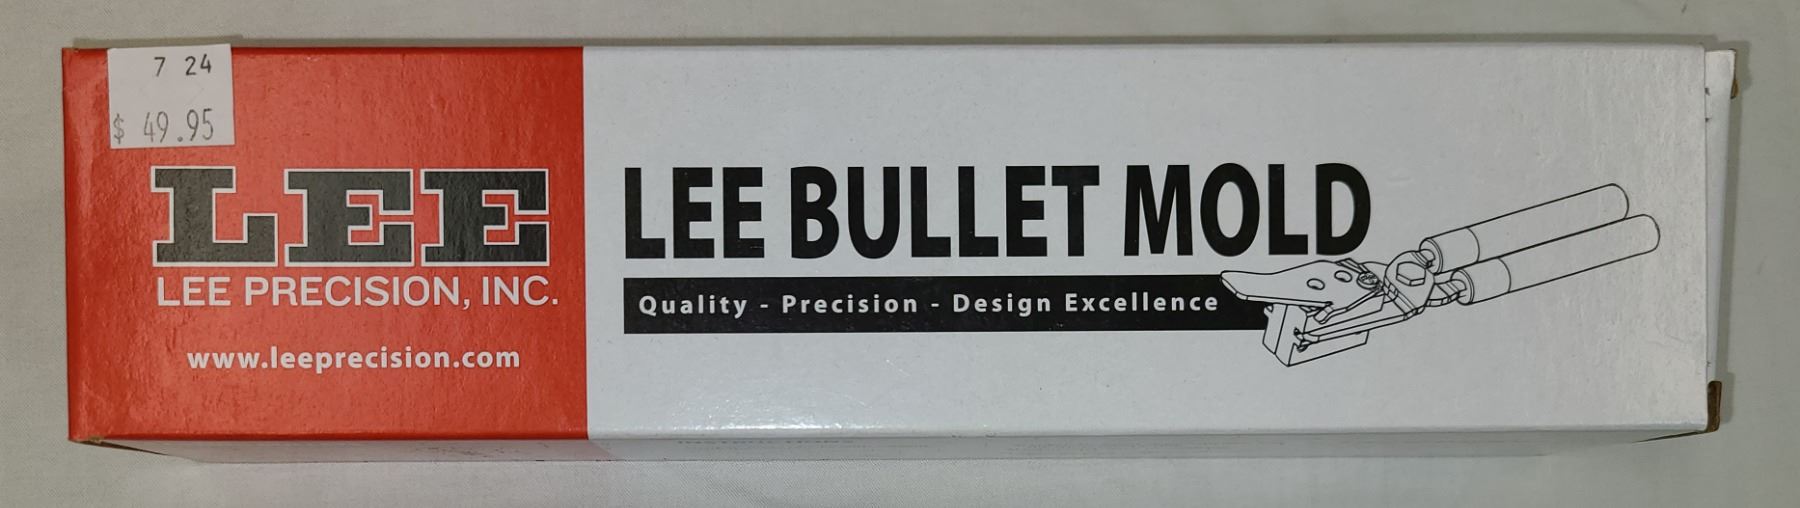 7 24
$ 49.95
LEE
LEE PRECISION, INC.
www.leeprecision.com
LEE BULLET MOLD
Quality - Precision - Design Excellence